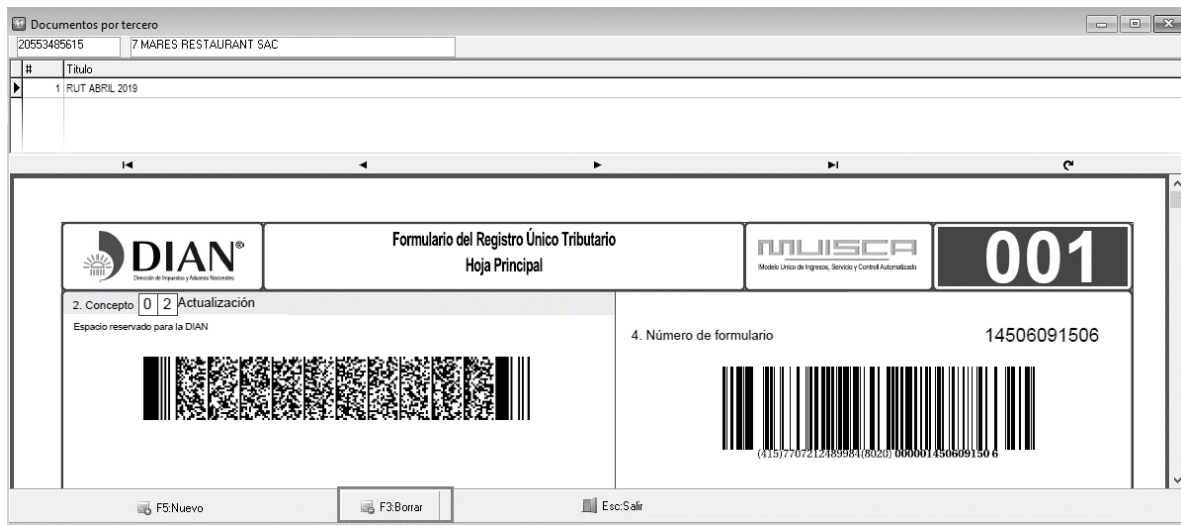 Documentos por tercero
20553485615 7 MARES RESTAURANT SAC
# Titulo
1 RUT ABRIL 2019
DIAN®
Dirección de Impuestos y Aduanas Nacionales
Formulario del Registro Único Tributario
Hoja Principal
MUISCA
Modelo Unico de Ingresos, Servicio y Control Automatizado
001
2. Concepto 0 2 Actualización
Espacio reservado para la DIAN
4. Número de formulario 14506091506
(415)7707212489984(8020) 000001450609150 6
F5:Nuevo F3:Borrar Esc:Salir